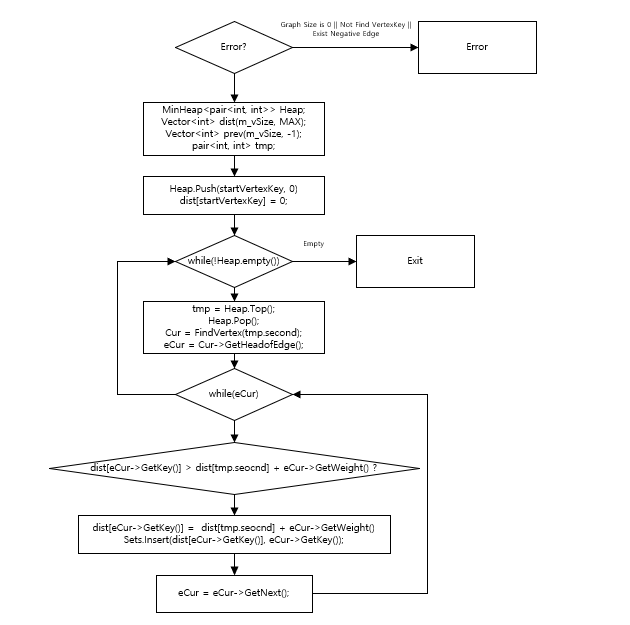 Graph Size is 0 || Not Find VertexKey ||
Exist Negative Edge
Error?
Error
MinHeap<pair<int, int>> Heap;
Vector<int> dist(m_vSize, MAX);
Vector<int> prev(m_vSize, -1);
pair<int, int> tmp;
Heap.Push(startVertexKey, 0)
dist[startVertexKey] = 0;
Empty
while(!Heap.empty())
Exit
tmp = Heap.Top();
Heap.Pop();
Cur = FindVertex(tmp.second);
eCur = Cur->GetHeadofEdge();
while(eCur)
dist[eCur->GetKey()] > dist[tmp.seocnd] + eCur->GetWeight() ?
dist[eCur->GetKey()] = dist[tmp.seocnd] + eCur->GetWeight()
Sets.Insert(dist[eCur->GetKey()], eCur->GetKey());
eCur = eCur->GetNext();